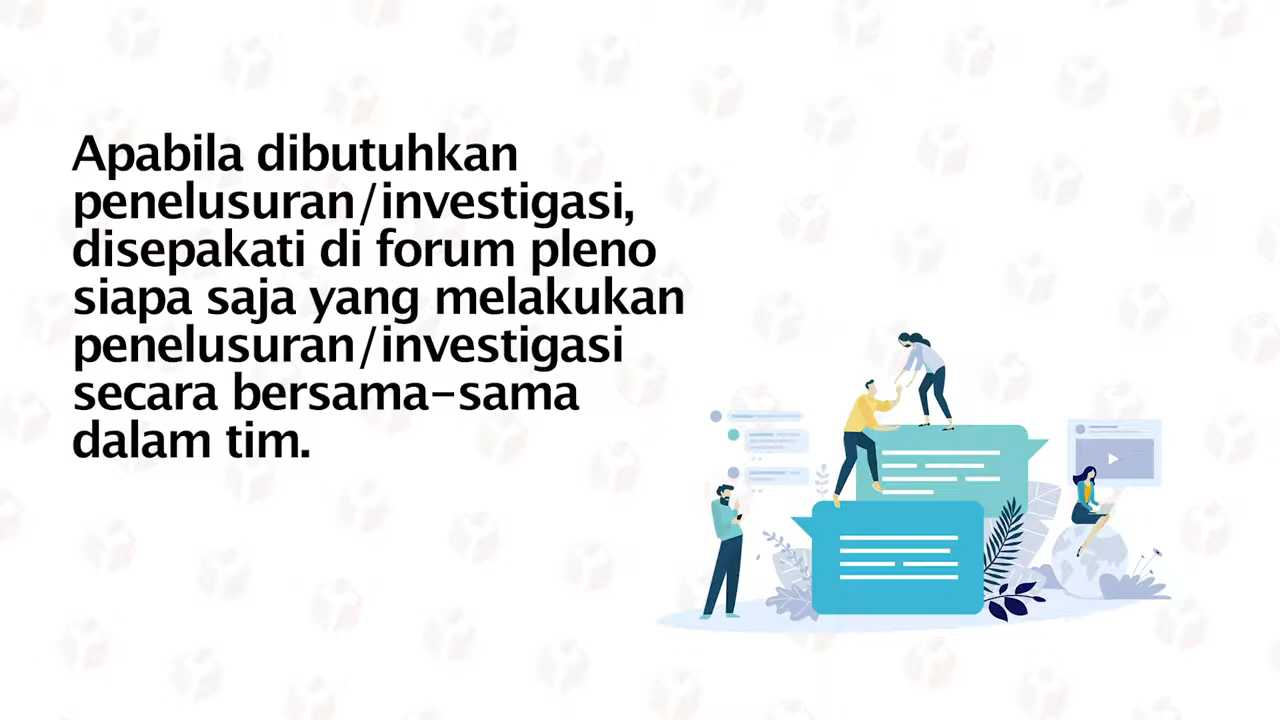 Apabila dibutuhkan
penelusuran/investigasi,
disepakati di forum pleno
siapa saja yang melakukan
penelusuran/investigasi
secara bersama-sama
dalam tim.